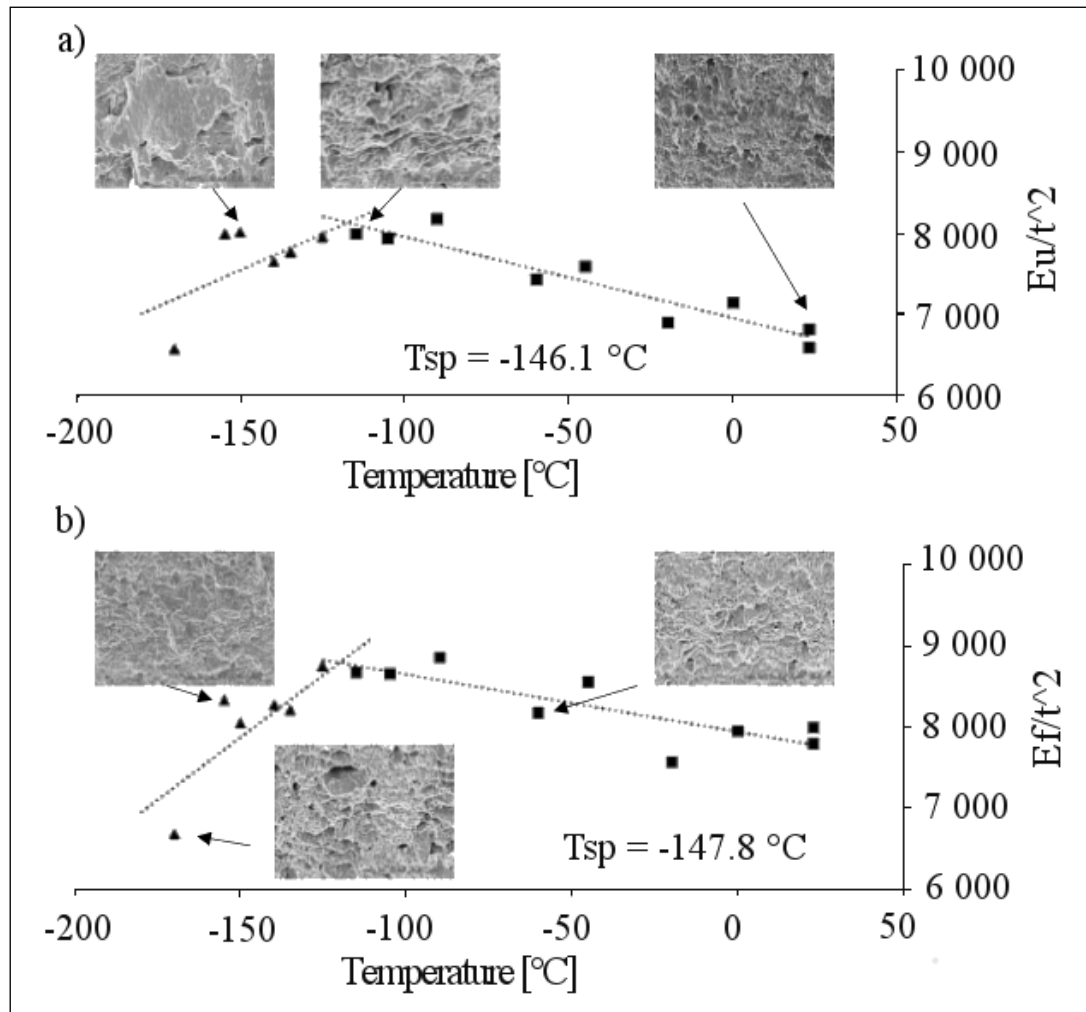 a)
10 000
9 000
8 000
7 000
6 000
Eu/t^2
Tsp = -146.1 °C
-200 -150 -100 -50 0 50
Temperature [°C]
b)
10 000
9 000
8 000
7 000
6 000
Ef/t^2
Tsp = -147.8 °C
-200 -150 -100 -50 0 50
Temperature [°C]